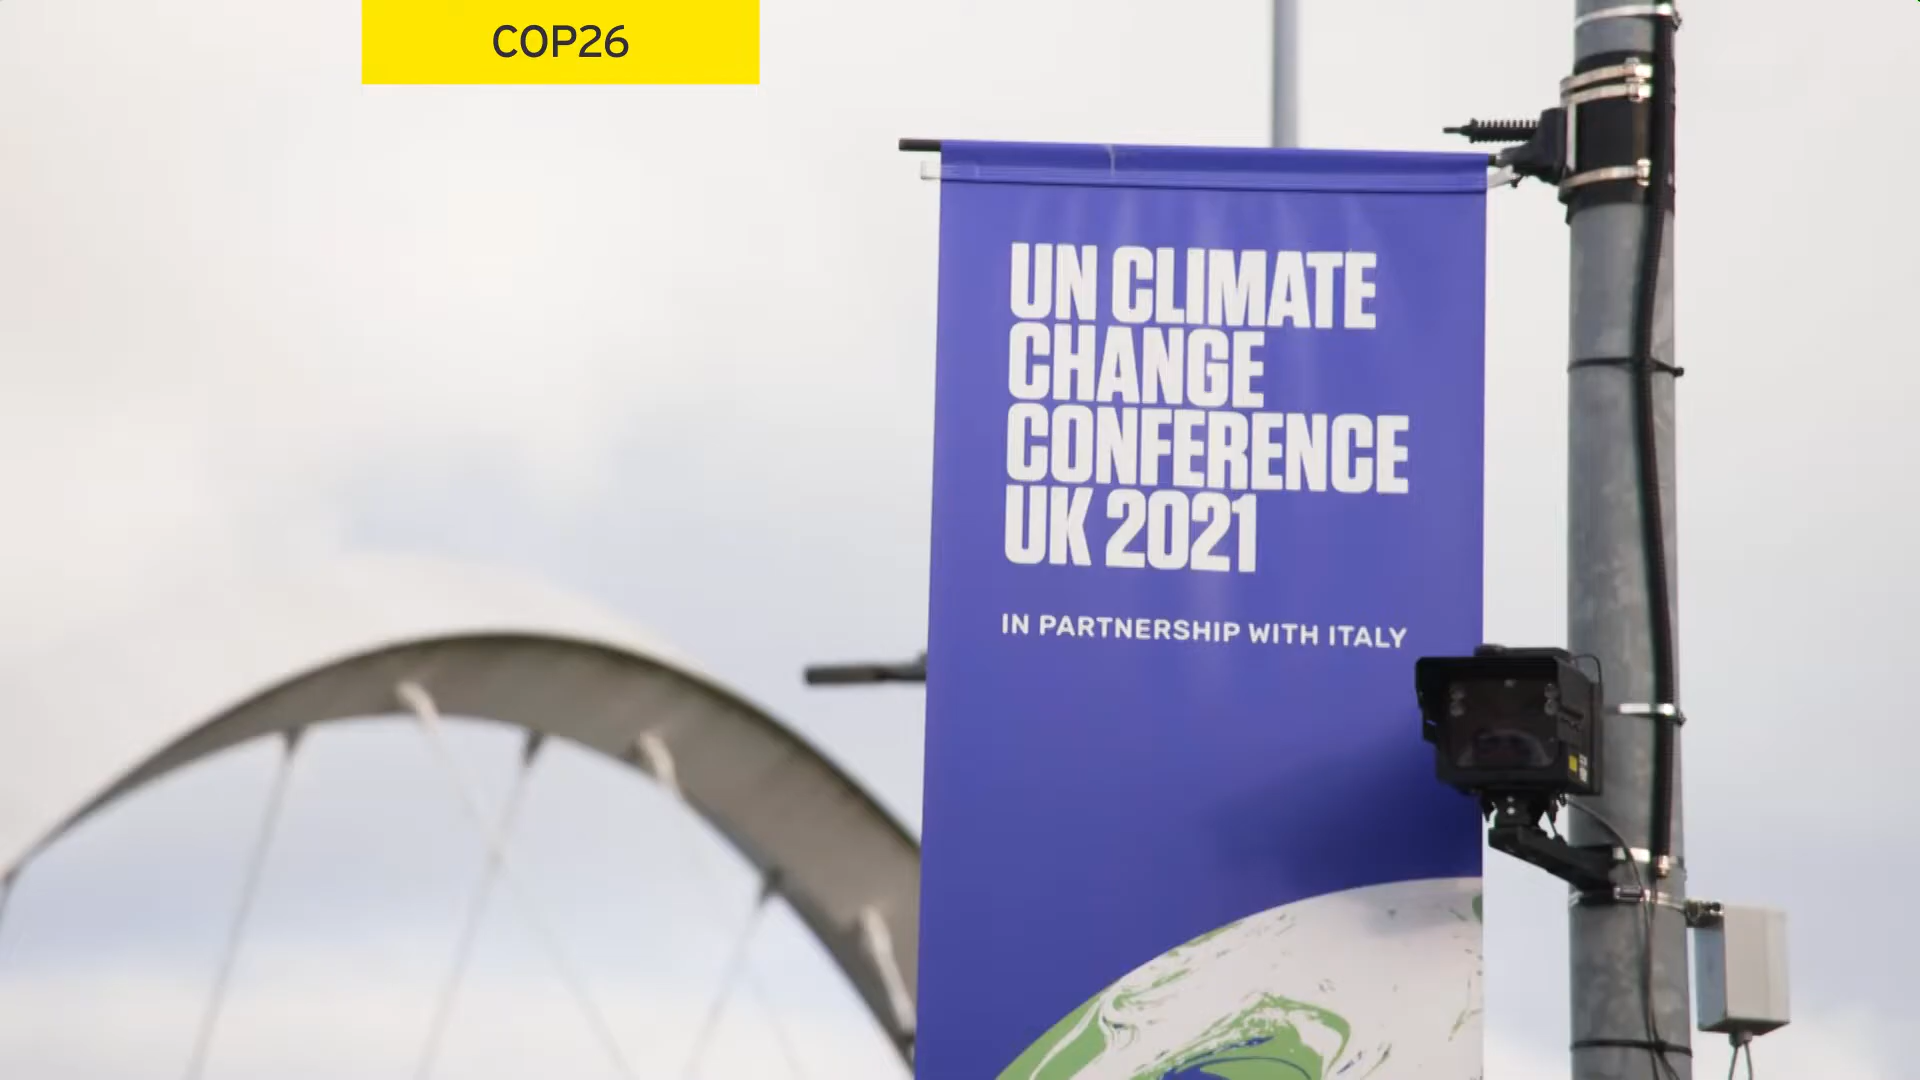 COP26
UN CLIMATE
CHANGE
CONFERENCE
UK 2021
IN PARTNERSHIP WITH ITALY